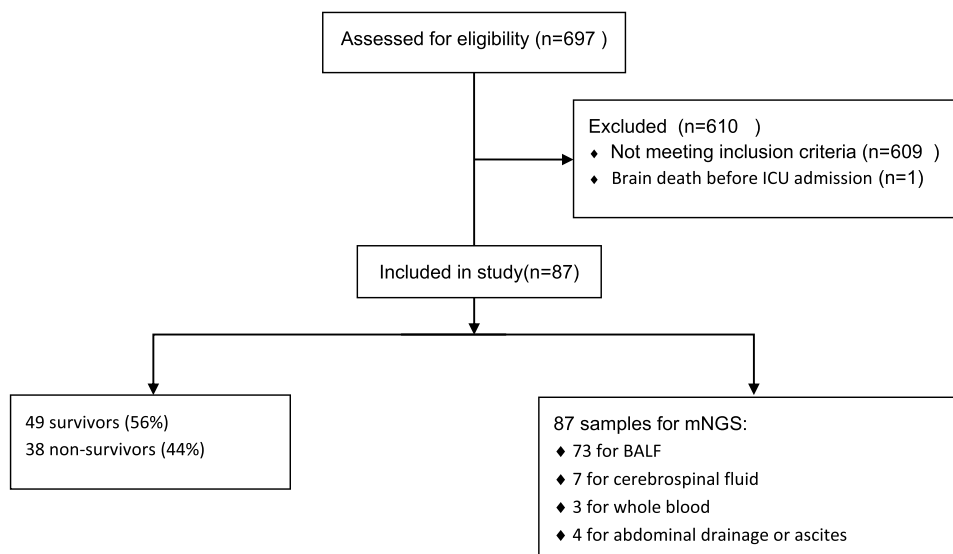 Assessed for eligibility (n=697 )
Excluded (n=610 )
♦ Not meeting inclusion criteria (n=609 )
♦ Brain death before ICU admission (n=1)
Included in study(n=87)
49 survivors (56%)
38 non-survivors (44%)
87 samples for mNGS:
♦ 73 for BALF
♦ 7 for cerebrospinal fluid
♦ 3 for whole blood
♦ 4 for abdominal drainage or ascites